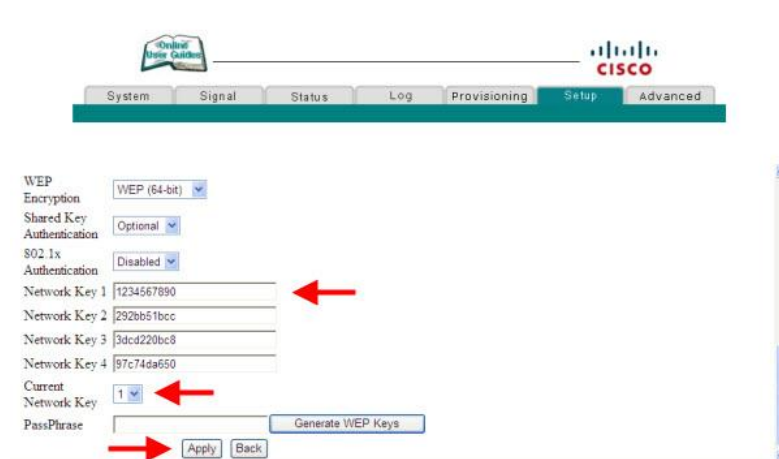 Online
User Guides
CISCO
System Signal Status Log Provisioning Setup Advanced
WEP
Encryption
WEP (64-bit)
Shared Key
Authentication
Optional
802.1x
Authentication
Disabled
Network Key 1 1234567890
Network Key 2 292bb51bcc
Network Key 3 3dcd220bc8
Network Key 4 97c74da650
Current
Network Key
1
PassPhrase Generate WEP Keys
Apply Back